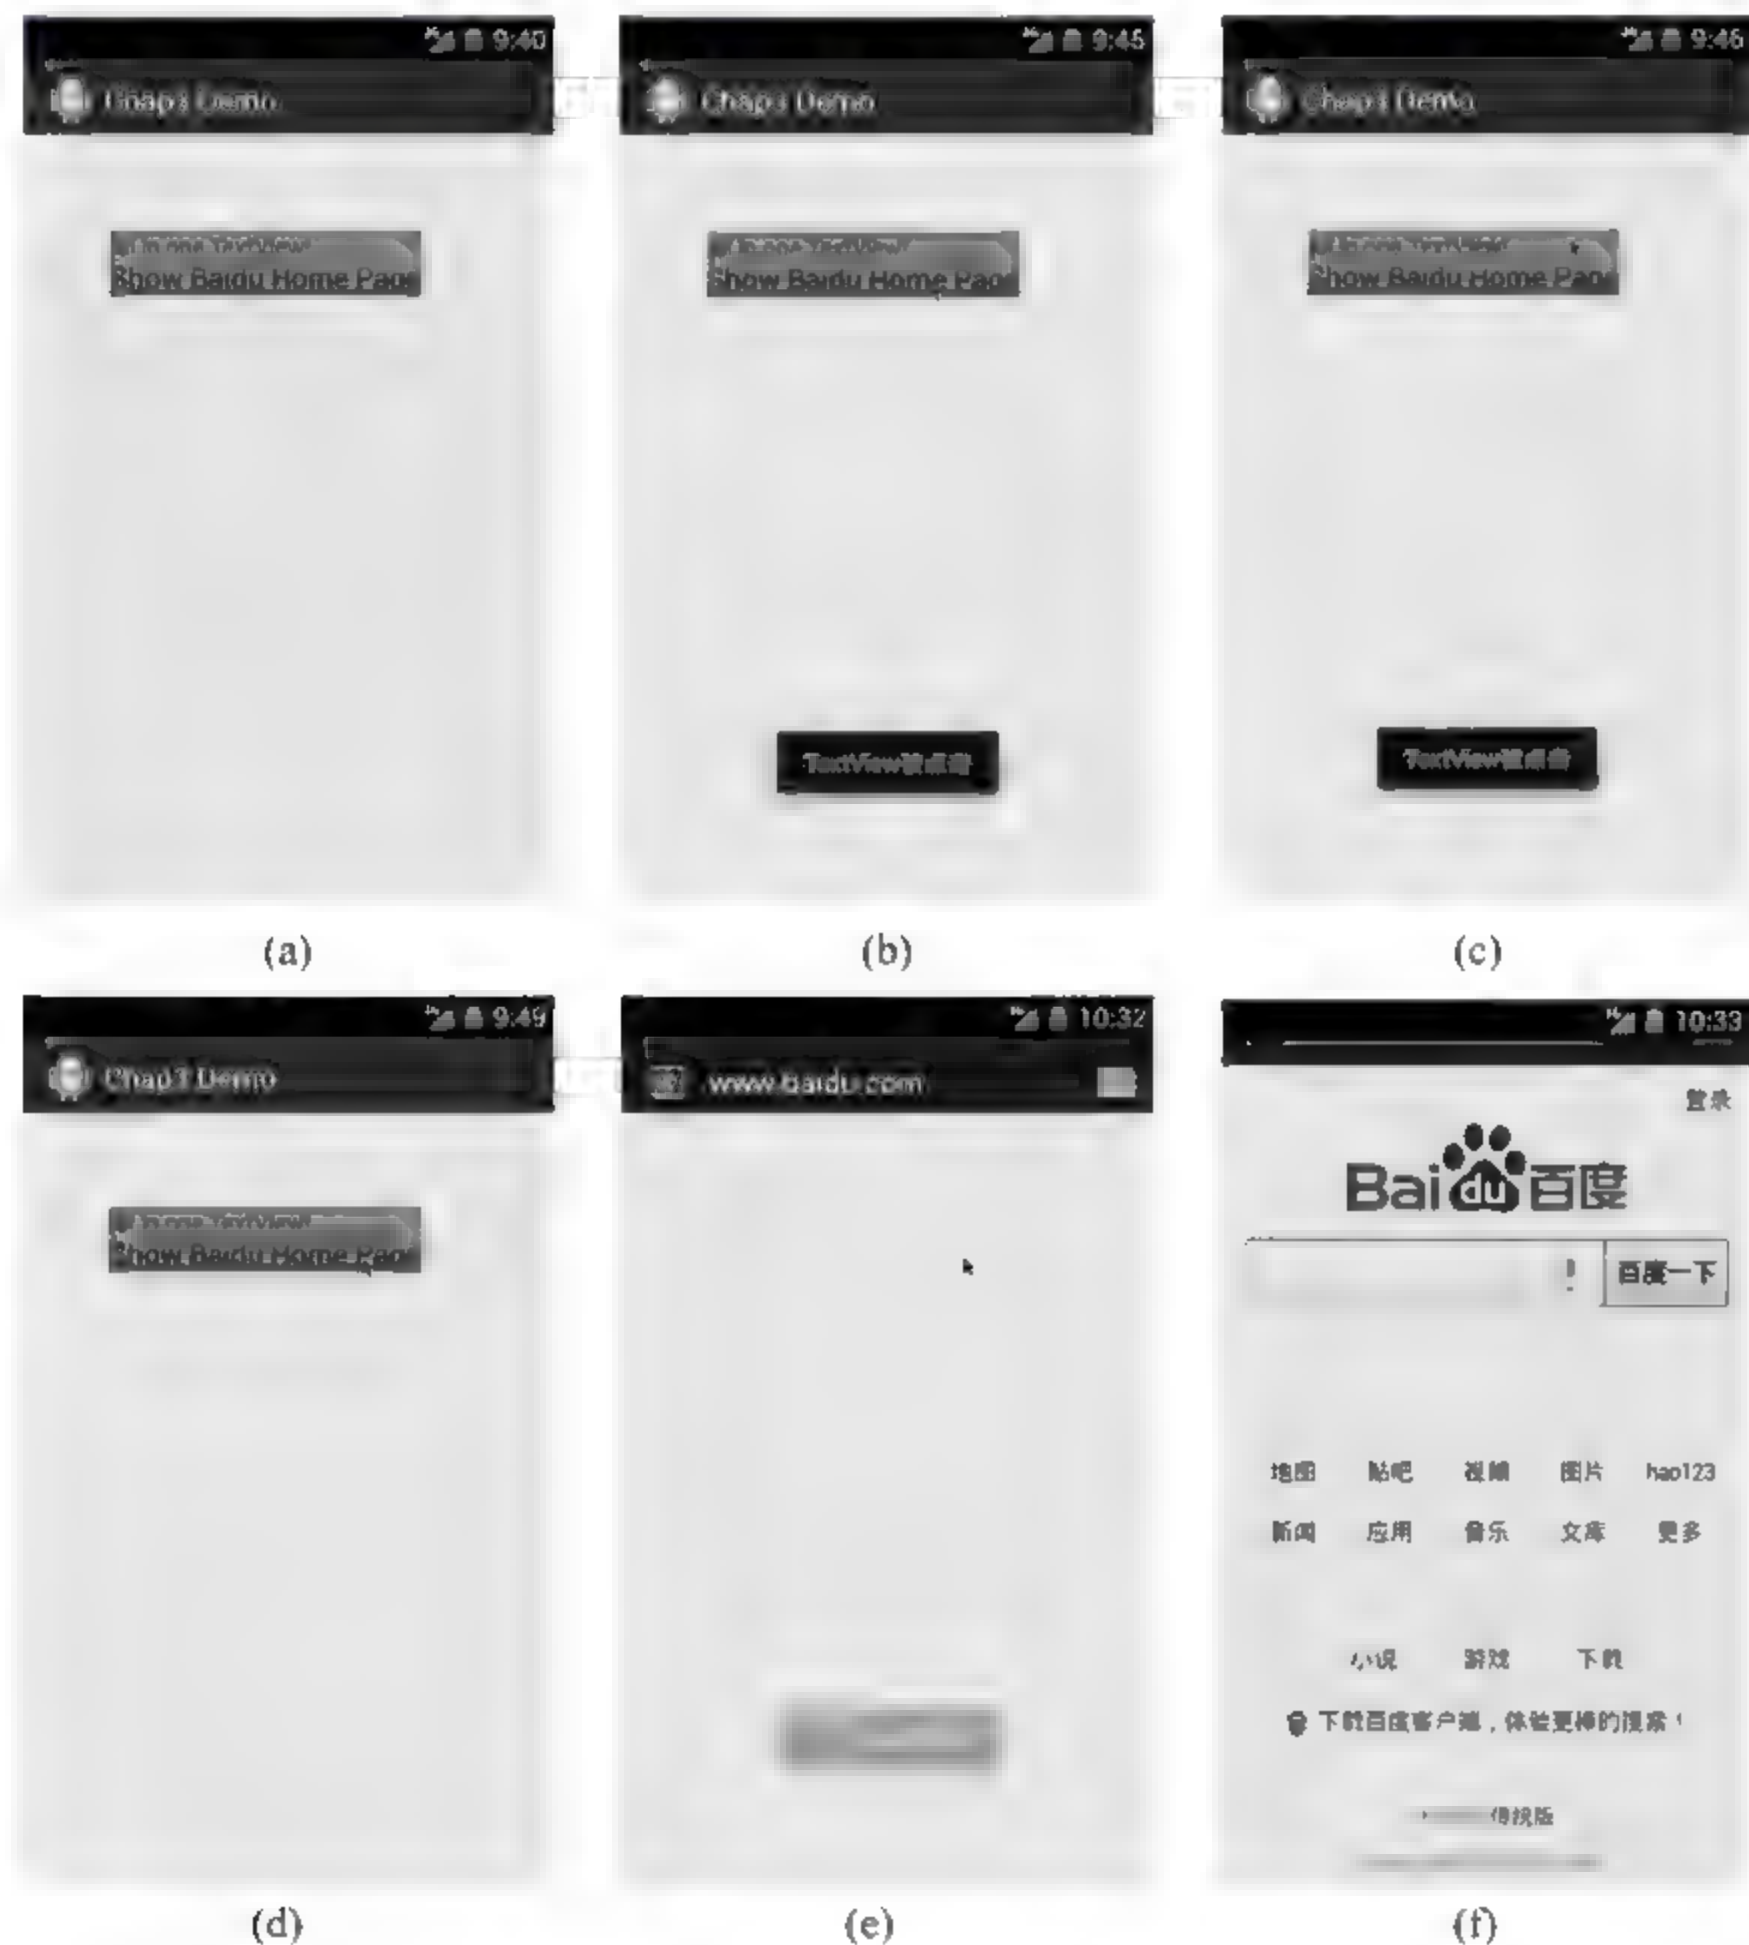 9:40
Chap3 Demo
Show Baidu Home Page
(a)
9:45
Chap3 Demo
Show Baidu Home Page
TextView被点击
(b)
9:46
Chap3 Demo
Show Baidu Home Page
TextView被点击
(c)
9:49
Chap3 Demo
Show Baidu Home Page
(d)
10:32
www.baidu.com
(e)
10:33
登录
Bai du 百度
百度一下
地图 贴吧 视频 图片 hao123
新闻 应用 音乐 文库 更多
小说 游戏 下载
下载百度客户端，体验更棒的搜索！
传统版
(f)